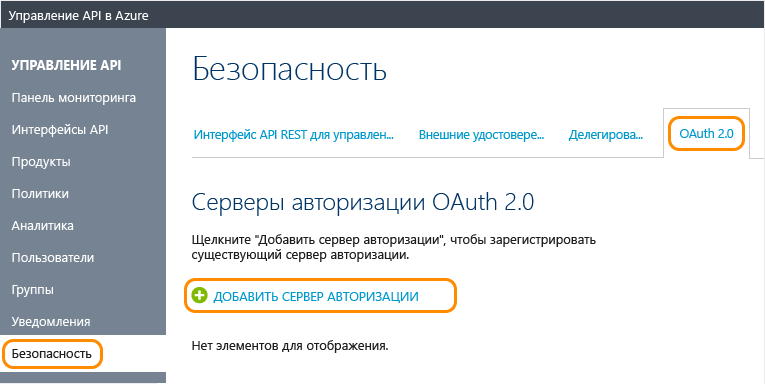 Управление API в Azure
УПРАВЛЕНИЕ API
Панель мониторинга
Интерфейсы API
Продукты
Политики
Аналитика
Пользователи
Группы
Уведомления
Безопасность
Безопасность
Интерфейс API REST для управлен... Внешние удостовере... Делегирова... OAuth 2.0
Серверы авторизации OAuth 2.0
Щелкните "Добавить сервер авторизации", чтобы зарегистрировать
существующий сервер авторизации.
ДОБАВИТЬ СЕРВЕР АВТОРИЗАЦИИ
Нет элементов для отображения.